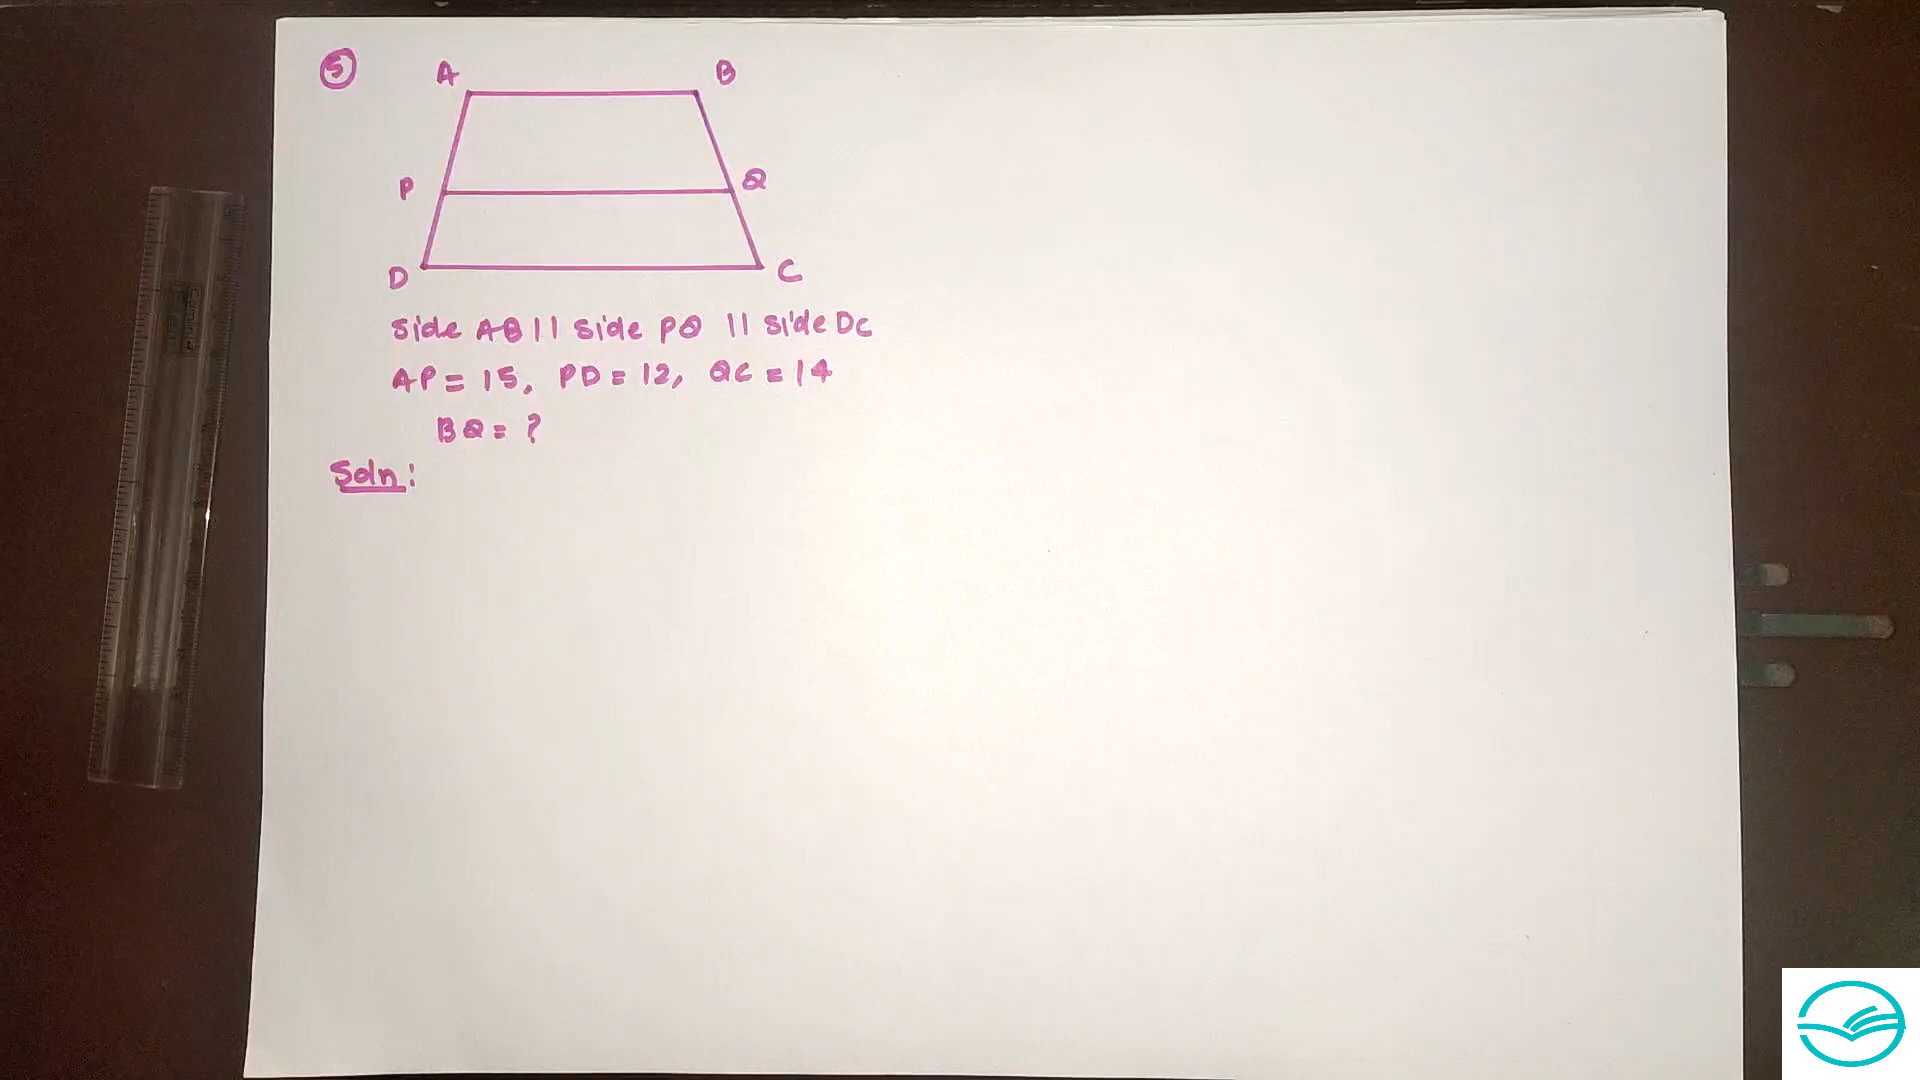 5
A B
P Q
D C
Side AB || Side PQ || Side DC
AP = 15, PD = 12, QC = 14
BQ = ?
Soln: